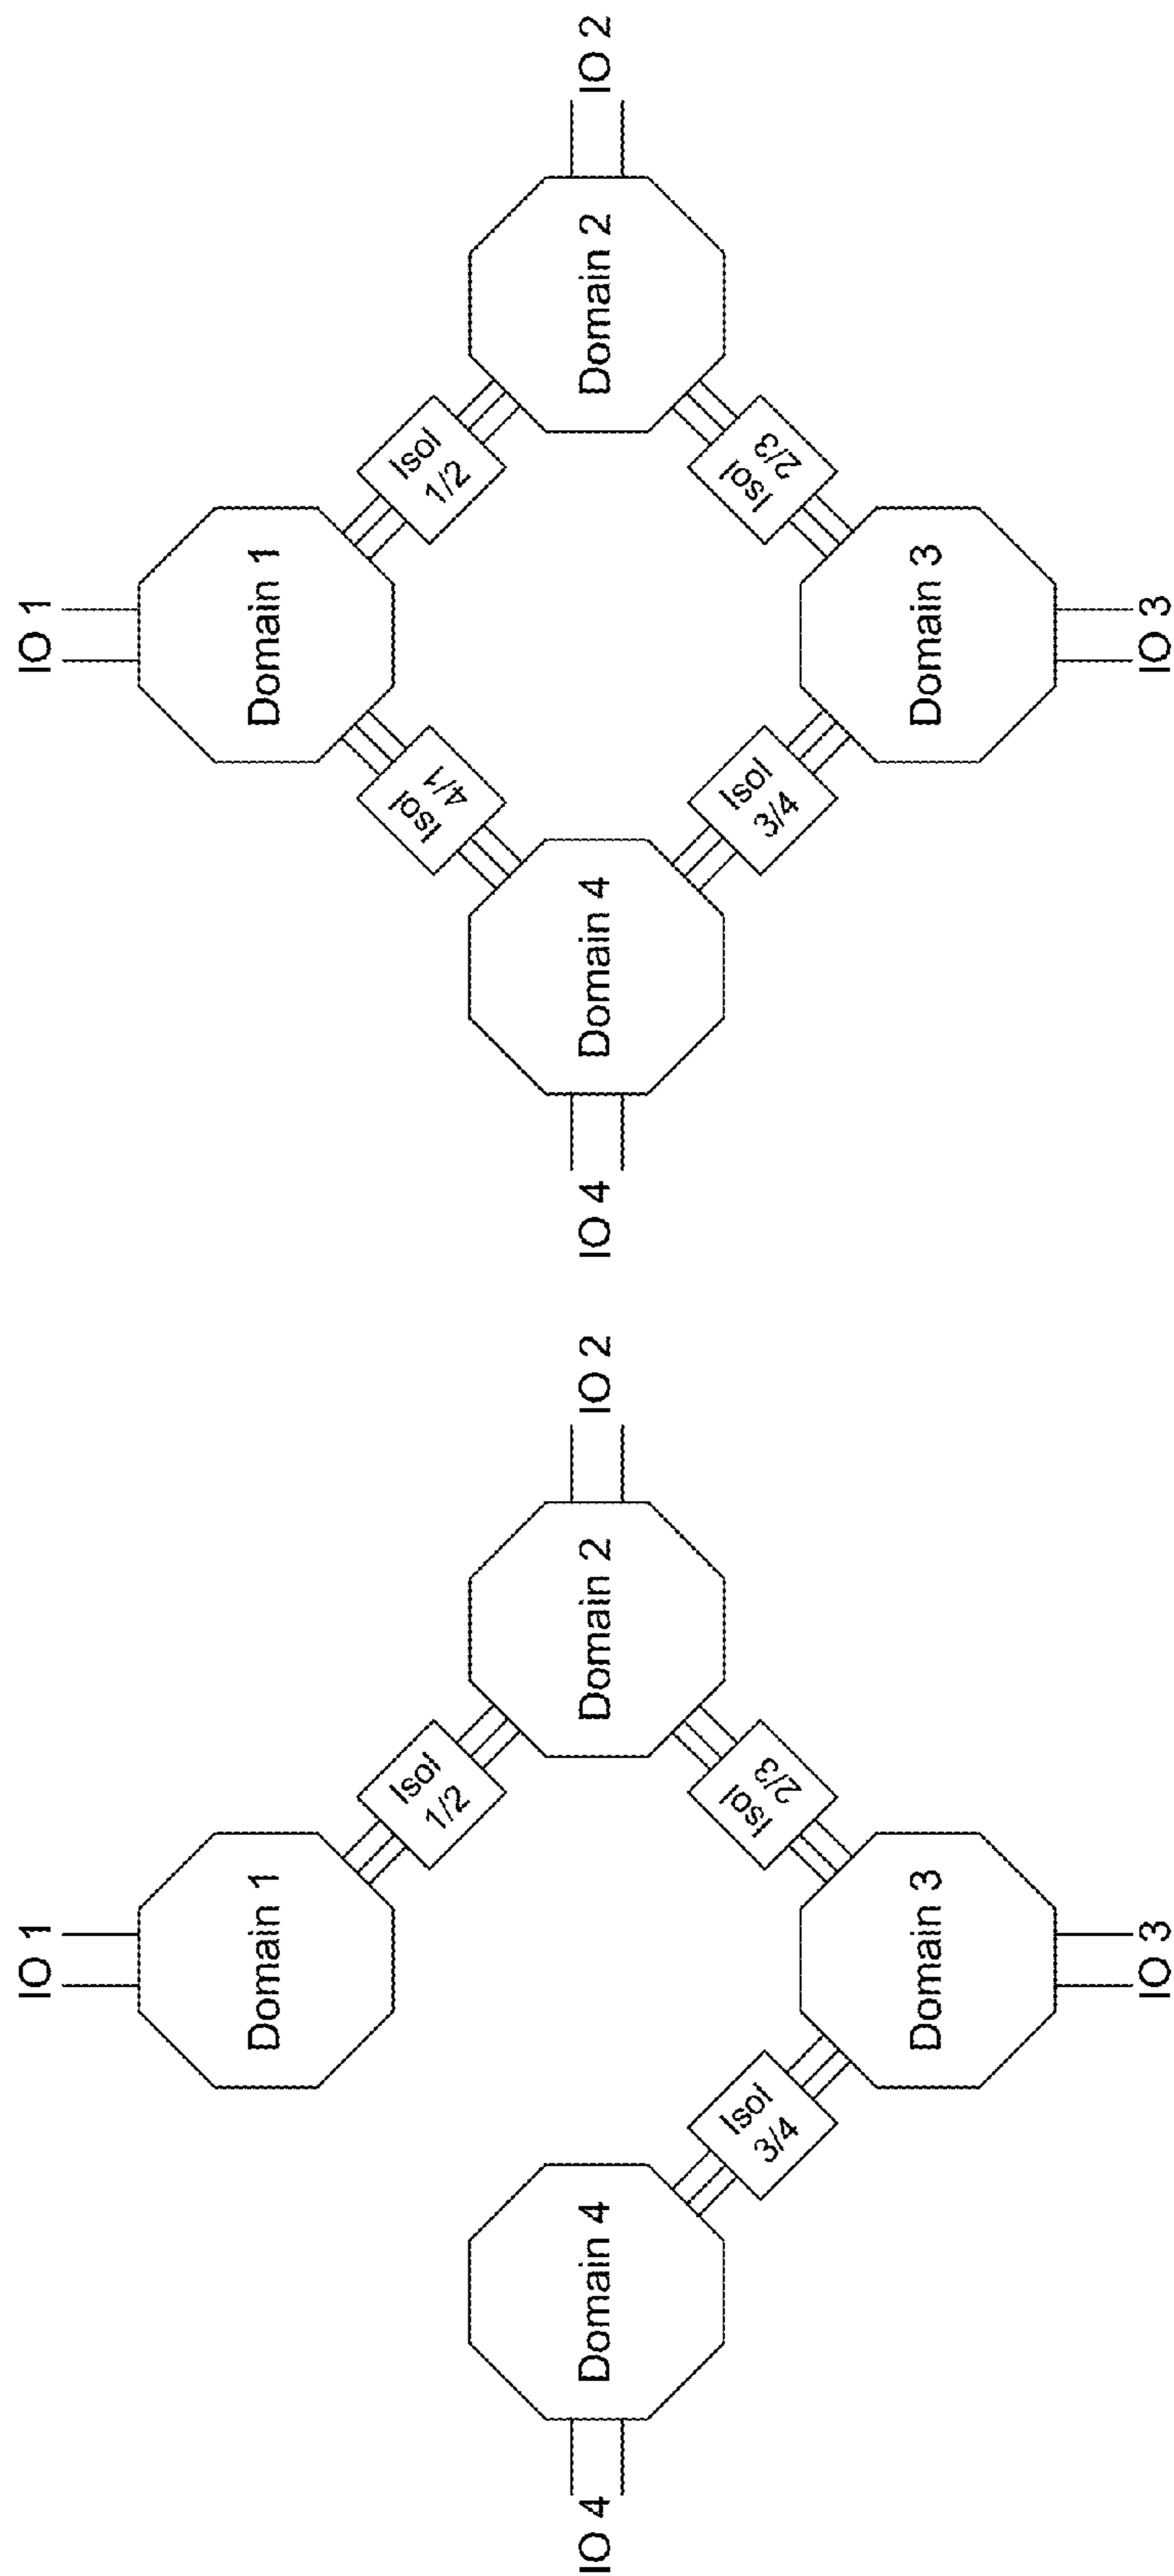 IO 1
Domain 1
Isol
1/2
IO 4
Domain 4
Domain 2
IO 2
Isol
3/4
Isol
2/3
Domain 3
IO 3
IO 1
Domain 1
Isol
4/1
Isol
1/2
IO 4
Domain 4
Domain 2
IO 2
Isol
3/4
Isol
2/3
Domain 3
IO 3